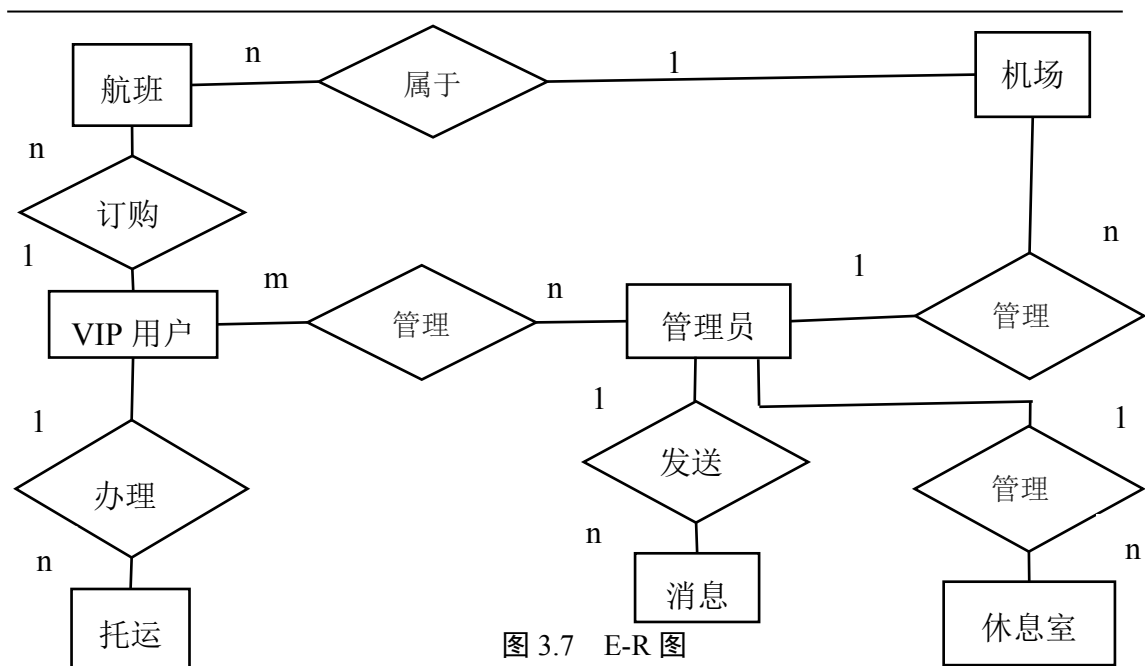 n
1
航班
属于
机场
n
订购
n
1
m
n
1
VIP 用户
管理
管理员
管理
1
1
1
办理
发送
管理
n
n
n
托运
消息
休息室
图 3.7 E-R 图